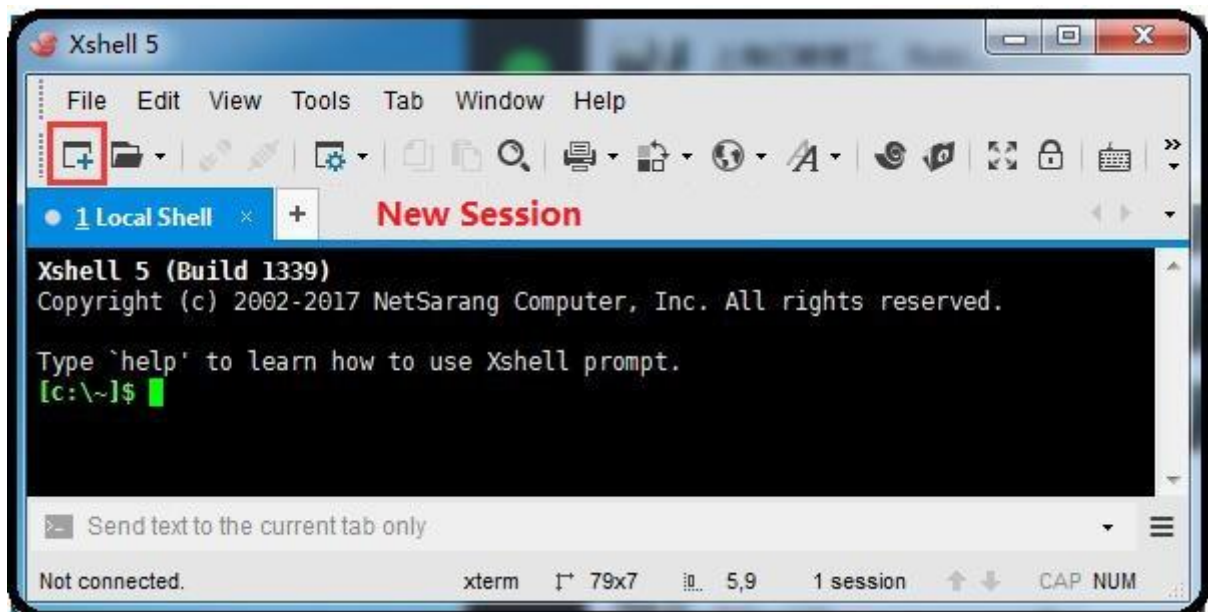 Xshell 5
File Edit View Tools Tab Window Help
1 Local Shell
New Session
Xshell 5 (Build 1339)
Copyright (c) 2002-2017 NetSarang Computer, Inc. All rights reserved.
Type `help' to learn how to use Xshell prompt.
[c:\~]$
Send text to the current tab only
Not connected. xterm 79x7 5,9 1 session CAP NUM